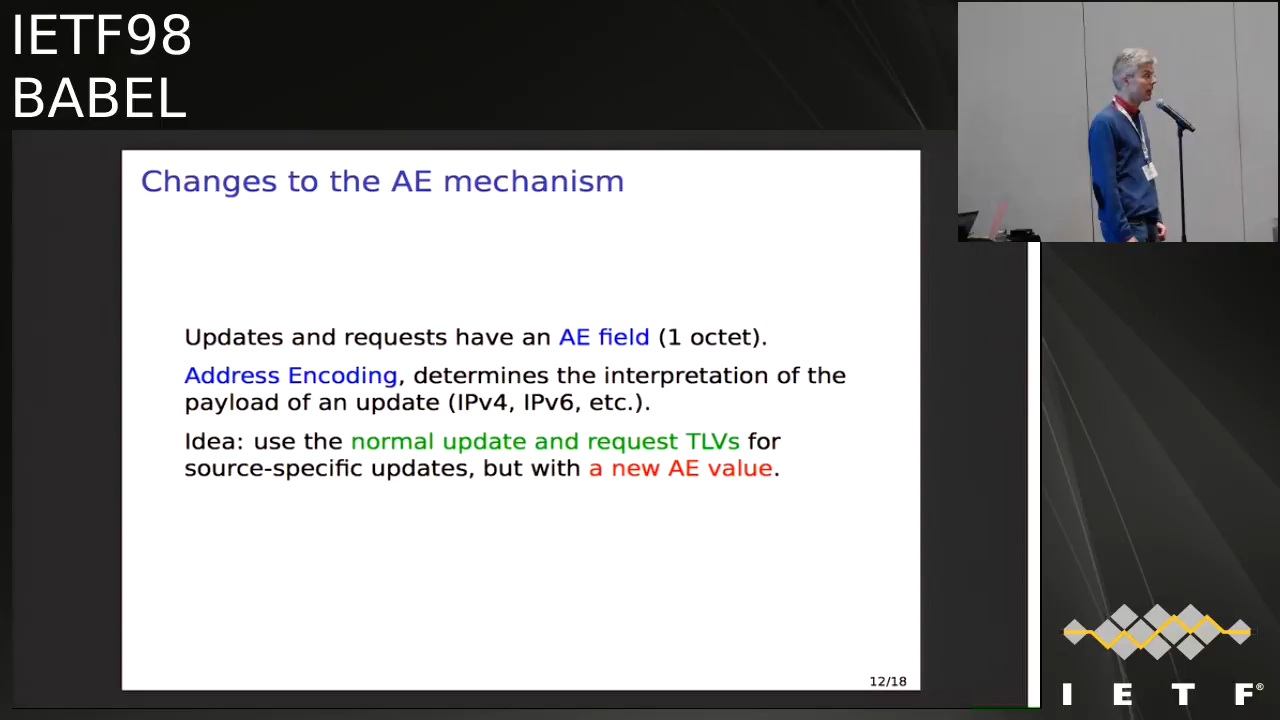 IETF98
BABEL
Changes to the AE mechanism
Updates and requests have an AE field (1 octet).
Address Encoding, determines the interpretation of the
payload of an update (IPv4, IPv6, etc.).
Idea: use the normal update and request TLVs for
source-specific updates, but with a new AE value.
12/18
I E T F®